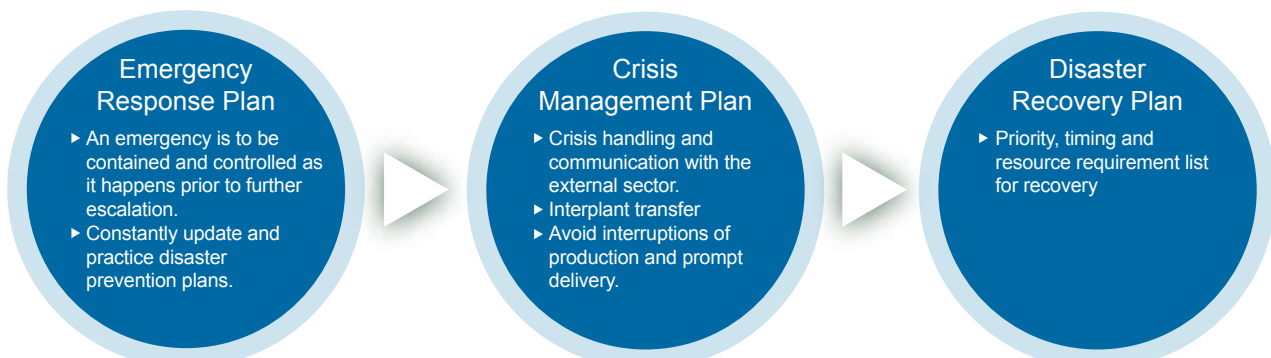 Emergency
Response Plan
▶ An emergency is to be
contained and controlled as
it happens prior to further
escalation.
▶ Constantly update and
practice disaster
prevention plans.
Crisis
Management Plan
▶ Crisis handling and
communication with the
external sector.
▶ Interplant transfer
▶ Avoid interruptions of
production and prompt
delivery.
Disaster
Recovery Plan
▶ Priority, timing and
resource requirement list
for recovery